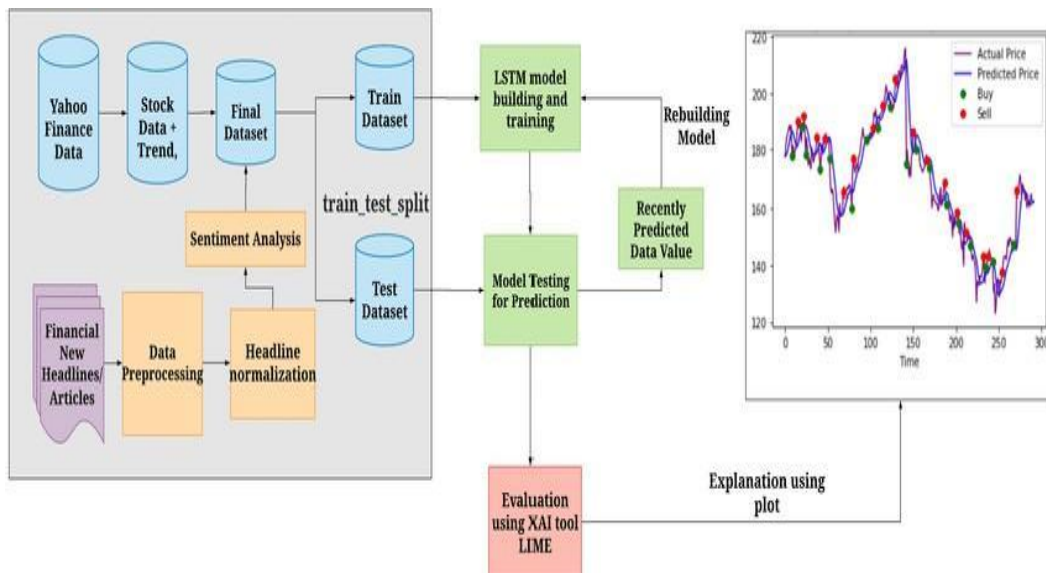 Yahoo
Finance
Data
Stock
Data +
Trend,
Final
Dataset
Train
Dataset
train_test_split
Sentiment Analysis
Test
Dataset
Financial
New
Headlines/
Articles
Data
Preprocessing
Headline
normalization
LSTM model
building and
training
Rebuilding
Model
Recently
Predicted
Data Value
Model Testing
for Prediction
Evaluation
using XAI tool
LIME
Explanation using
plot
220
200
180
160
140
120
0
50
100
150
200
250
300
Time
Actual Price
Predicted Price
Buy
Sell